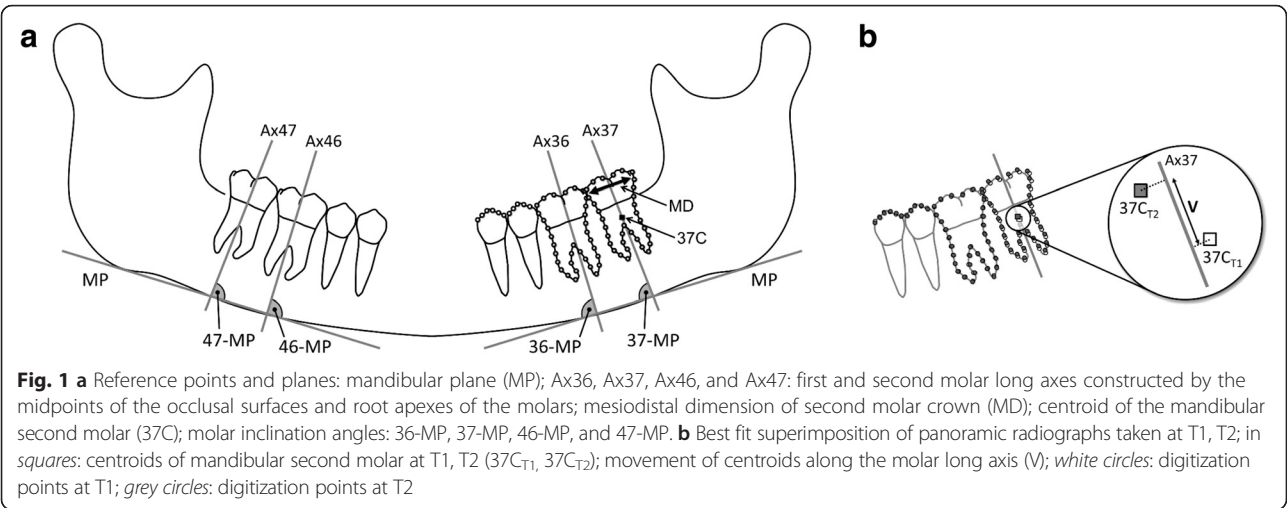 a
b
Ax47
Ax46
Ax36
Ax37
MD
37C
MP
MP
47-MP
46-MP
36-MP
37-MP
Ax37
37C_T2
V
37C_T1
Fig. 1 a Reference points and planes: mandibular plane (MP); Ax36, Ax37, Ax46, and Ax47: first and second molar long axes constructed by the
midpoints of the occlusal surfaces and root apexes of the molars; mesiodistal dimension of second molar crown (MD); centroid of the mandibular
second molar (37C); molar inclination angles: 36-MP, 37-MP, 46-MP, and 47-MP. b Best fit superimposition of panoramic radiographs taken at T1, T2; in
squares: centroids of mandibular second molar at T1, T2 (37C_T1, 37C_T2); movement of centroids along the molar long axis (V); white circles: digitization
points at T1; grey circles: digitization points at T2